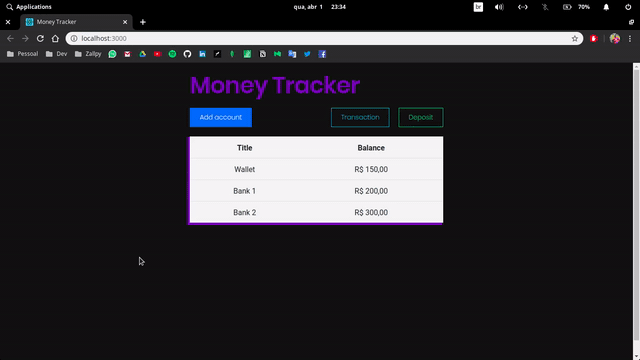 Applications
qua, abr 1 23:34
br
70%
Money Tracker
localhost:3000
Pessoal
Dev
Zallpy
Money Tracker
Add account
Transaction
Deposit
Title Balance
Wallet R$ 150,00
Bank 1 R$ 200,00
Bank 2 R$ 300,00